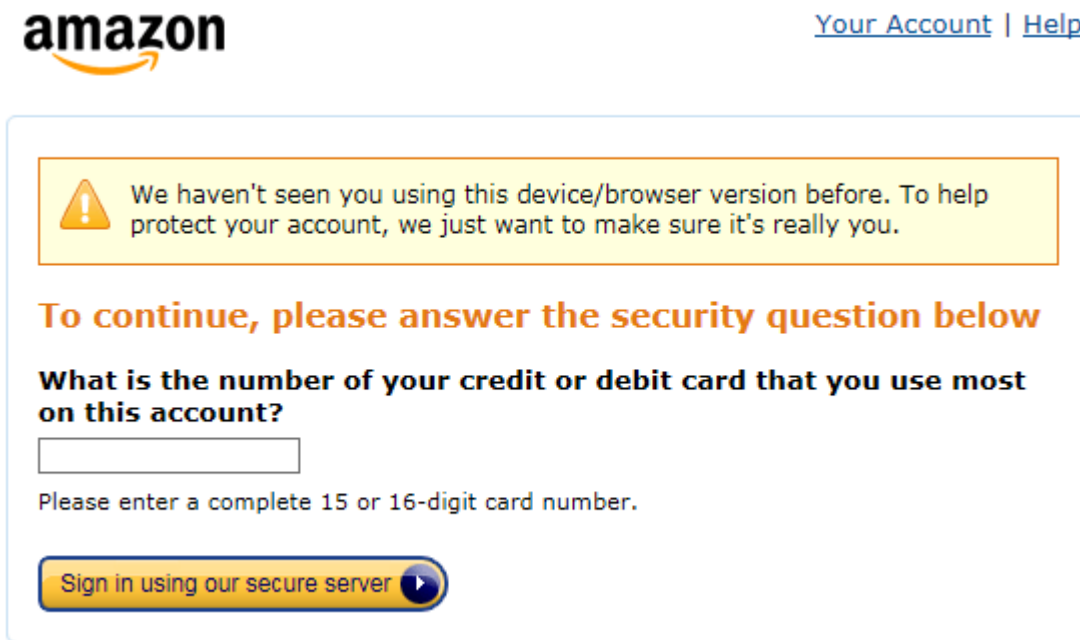 amazon
Your Account | Help
We haven't seen you using this device/browser version before. To help
protect your account, we just want to make sure it's really you.
To continue, please answer the security question below
What is the number of your credit or debit card that you use most
on this account?
Please enter a complete 15 or 16-digit card number.
Sign in using our secure server